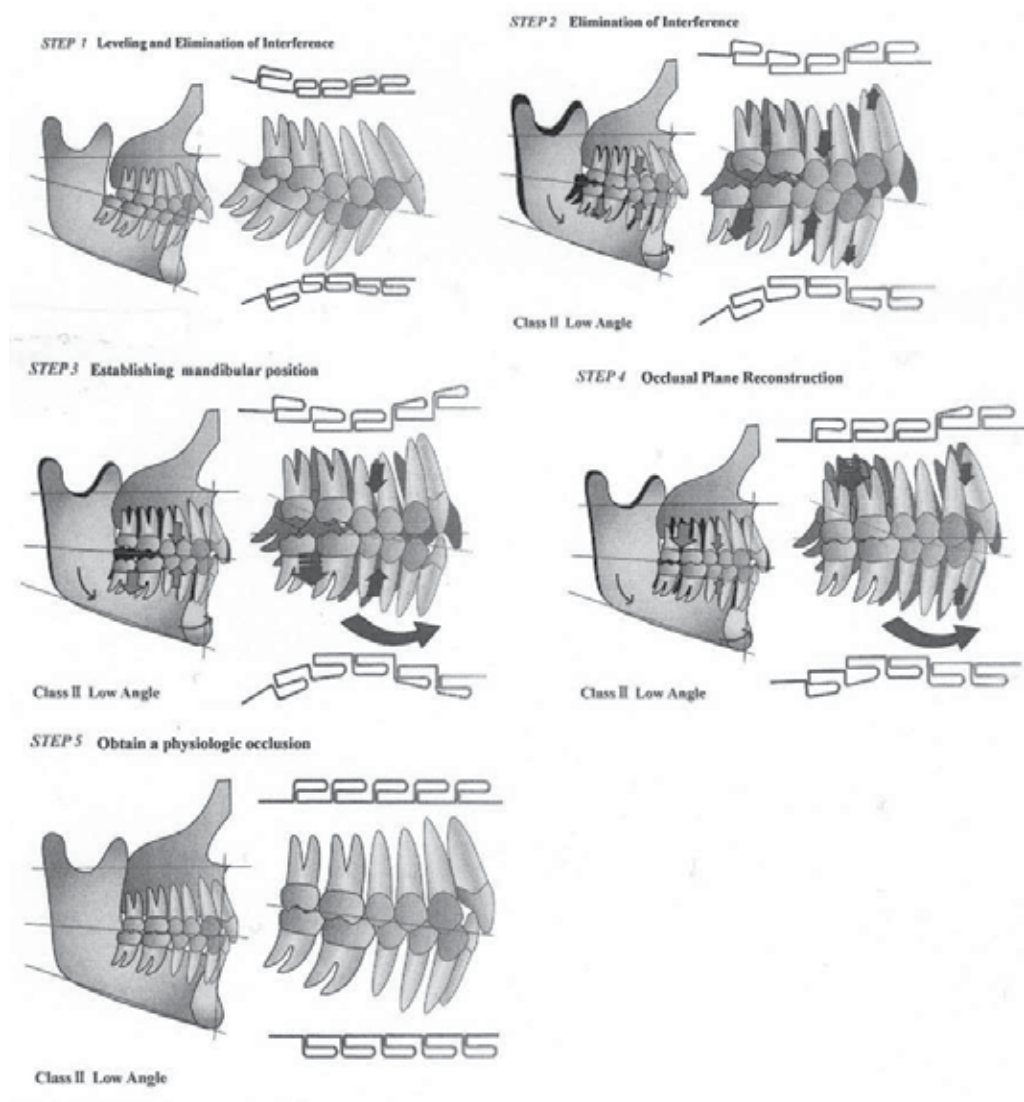 STEP 1 Leveling and Elimination of Interference
STEP 2 Elimination of Interference
Class II Low Angle
STEP 3 Establishing mandibular position
Class II Low Angle
STEP 4 Occlusal Plane Reconstruction
Class II Low Angle
STEP 5 Obtain a physiologic occlusion
Class II Low Angle